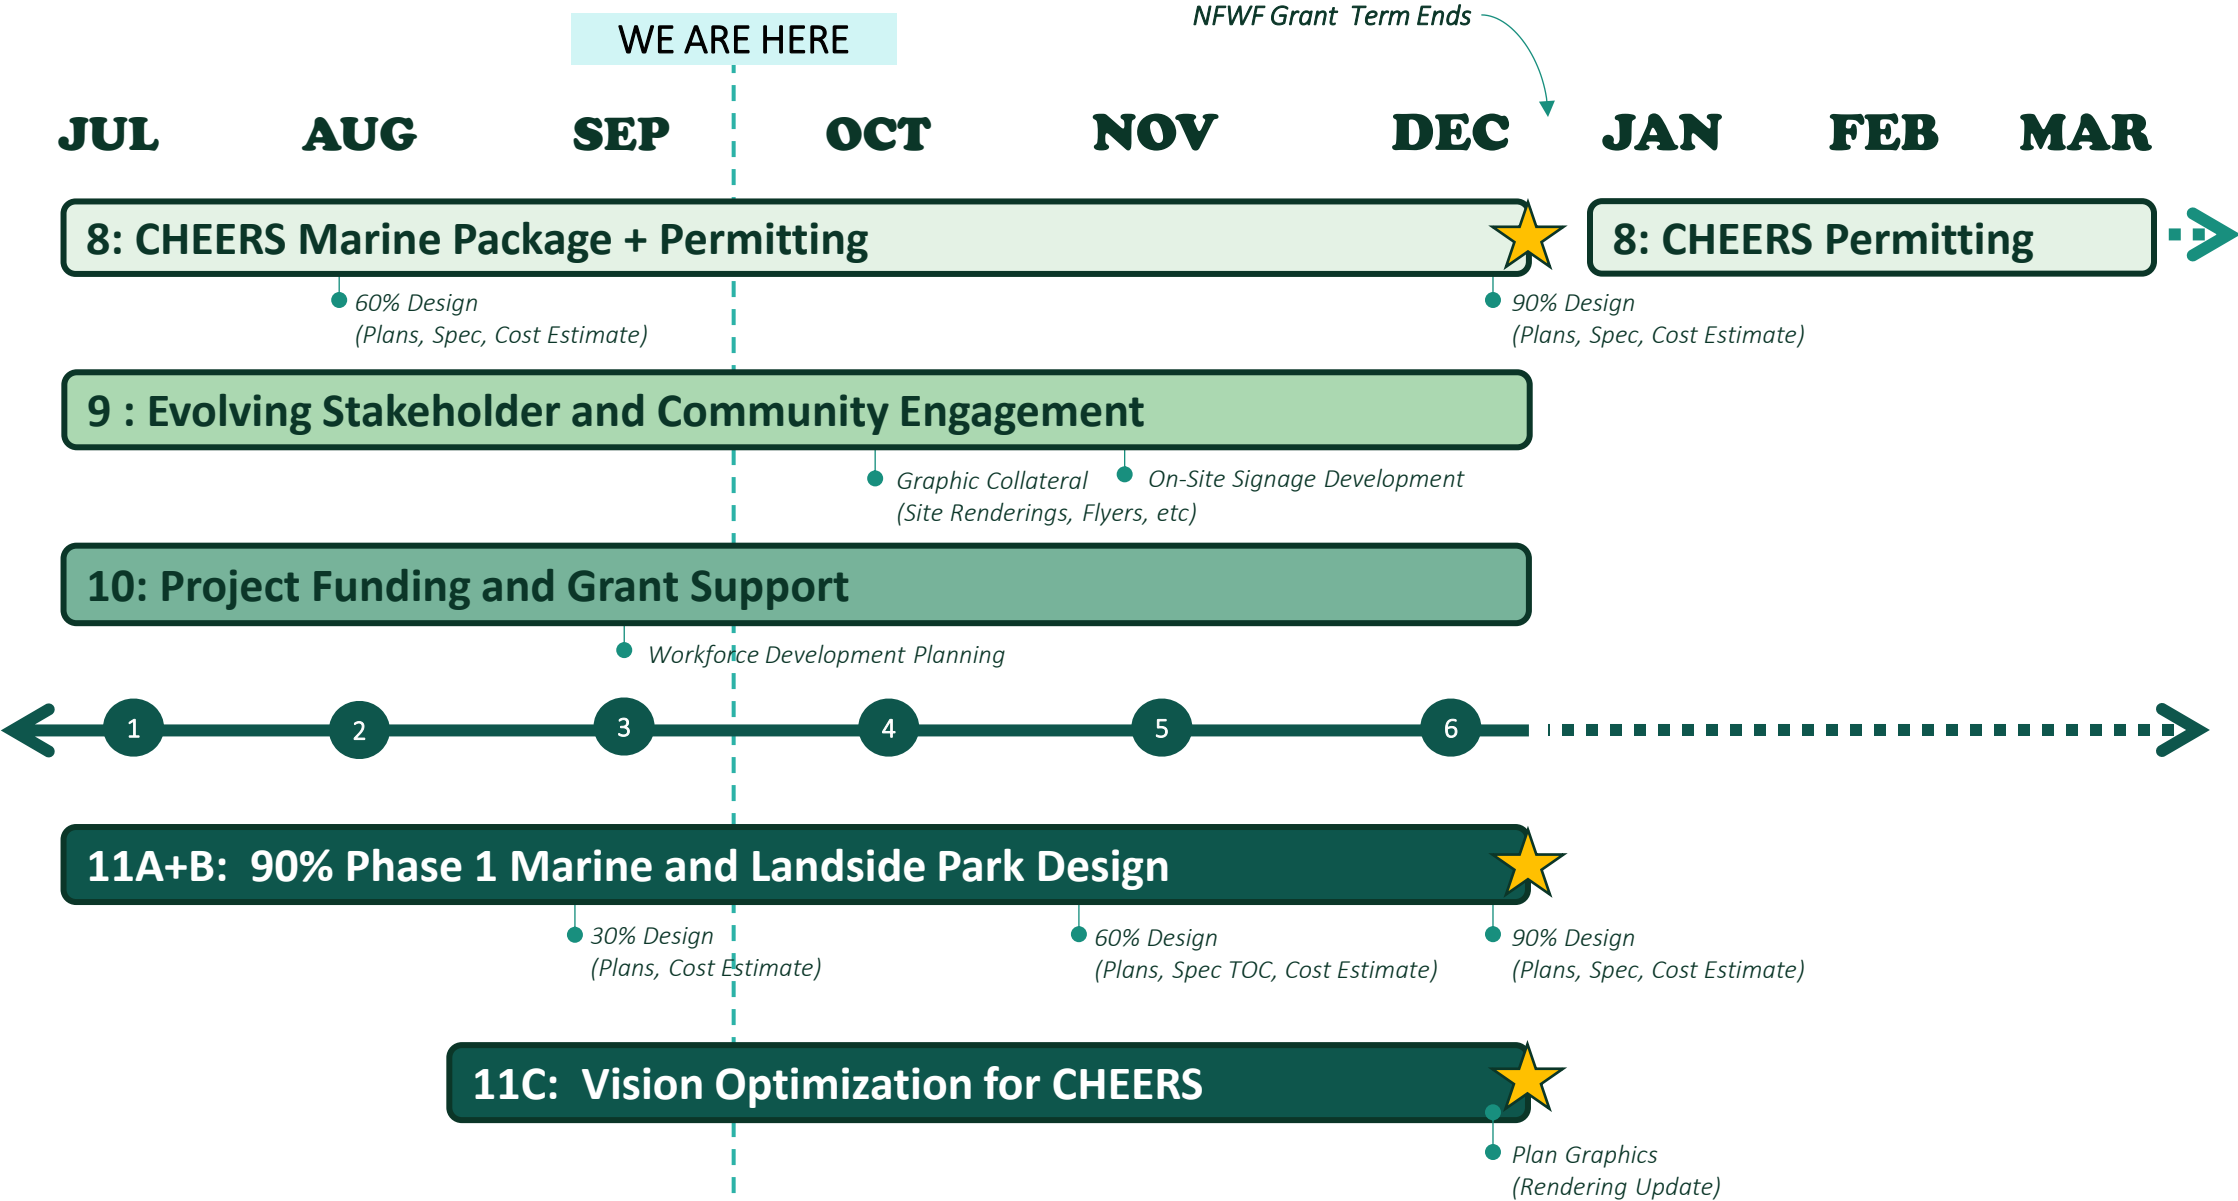 NFWF Grant Term Ends
WE ARE HERE
JUL AUG SEP OCT NOV DEC JAN FEB MAR
8: CHEERS Marine Package + Permitting
8: CHEERS Permitting
60% Design
(Plans, Spec, Cost Estimate)
90% Design
(Plans, Spec, Cost Estimate)
9 : Evolving Stakeholder and Community Engagement
Graphic Collateral
(Site Renderings, Flyers, etc)
On-Site Signage Development
10: Project Funding and Grant Support
Workforce Development Planning
1 2 3 4 5 6
11A+B: 90% Phase 1 Marine and Landside Park Design
30% Design
(Plans, Cost Estimate)
60% Design
(Plans, Spec TOC, Cost Estimate)
90% Design
(Plans, Spec, Cost Estimate)
11C: Vision Optimization for CHEERS
Plan Graphics
(Rendering Update)